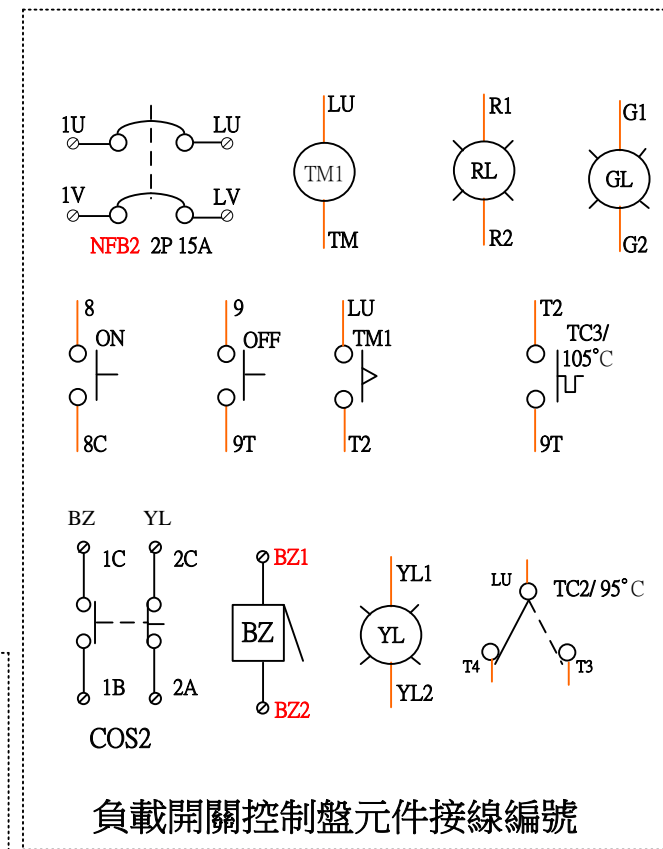 1U LU
1V LV
NFB2 2P 15A
LU
TM1
TM
R1
RL
R2
G1
GL
G2
8
ON
8C
9
OFF
9T
LU
TM1
T2
T2
TC3/
105°C
9T
BZ YL
1C 2C
1B 2A
COS2
BZ1
BZ
BZ2
YL1
YL
YL2
LU
TC2/ 95°C
T4 T3
負載開關控制盤元件接線編號